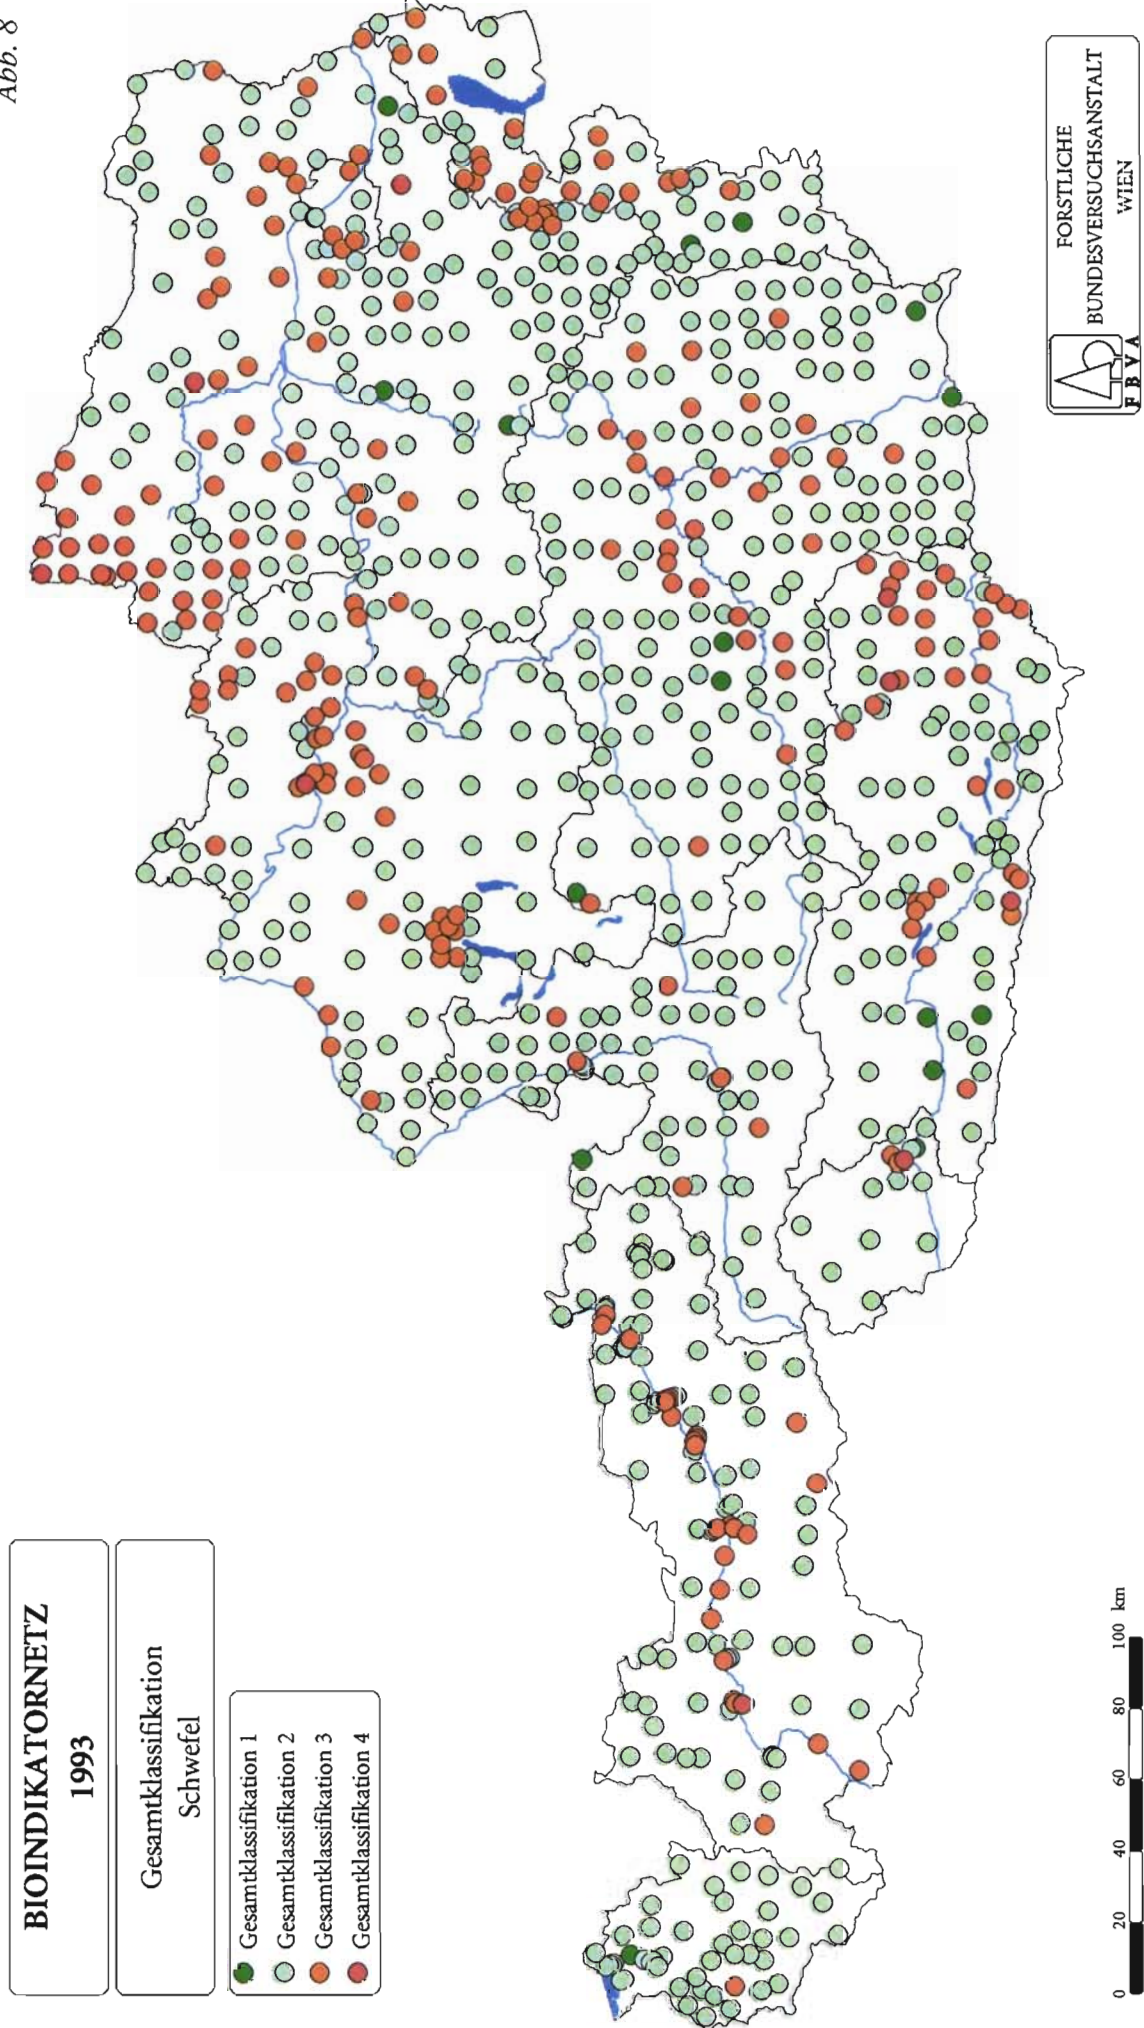 Abb. 8
BIOINDIKATORNETZ
1993
Gesamtklassifikation
Schwefel
Gesamtklassifikation 1
Gesamtklassifikation 2
Gesamtklassifikation 3
Gesamtklassifikation 4
0 20 40 60 80 100 km
FBVA
FORSTLICHE
BUNDESVERSUCHSANSTALT
WIEN